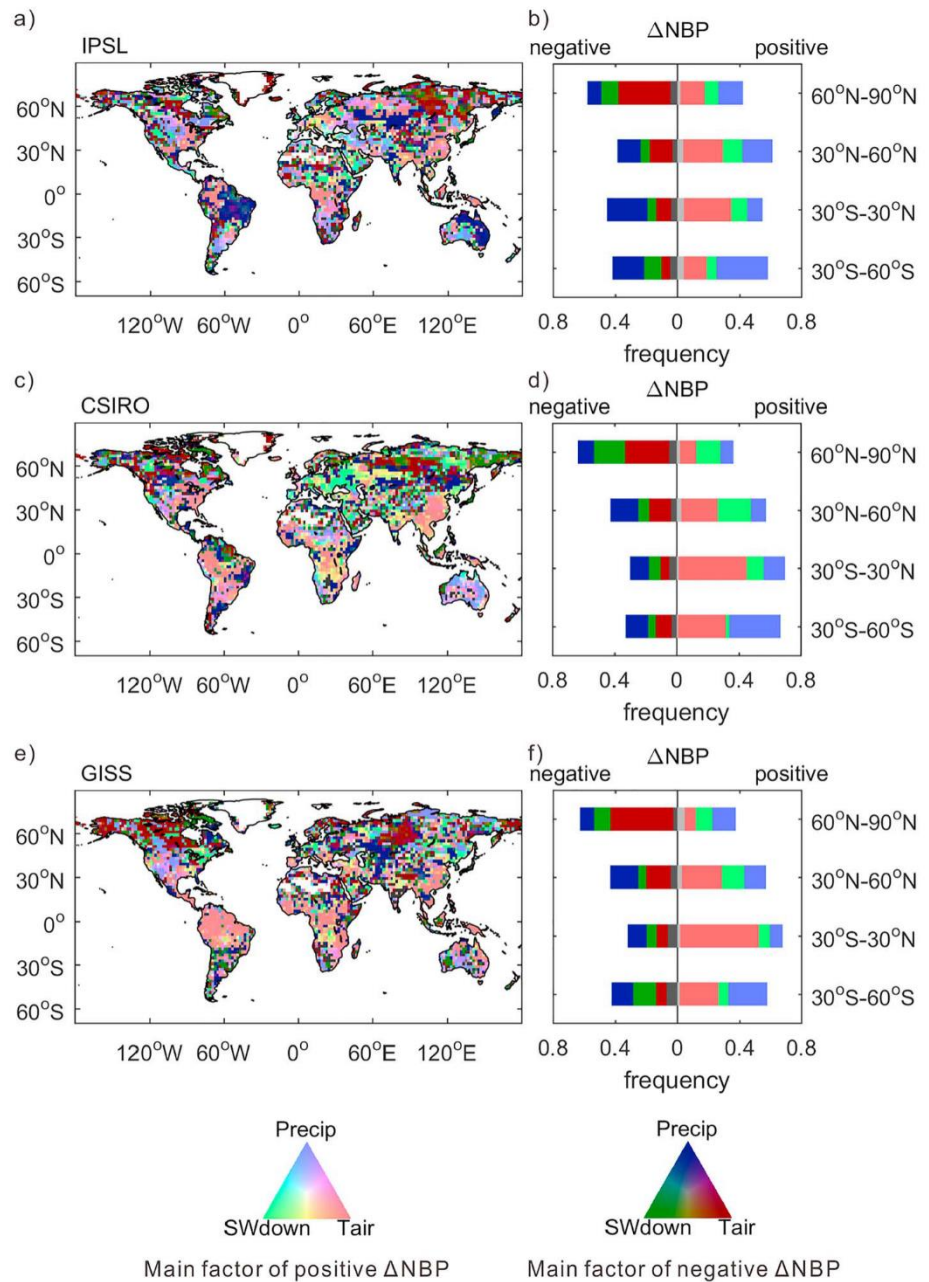 a)
IPSL
60°N
30°N
0°
30°S
60°S
120°W 60°W 0° 60°E 120°E
b)
ΔNBP
negative positive
60°N-90°N
30°N-60°N
30°S-30°N
30°S-60°S
0.8 0.4 0 0.4 0.8
frequency
c)
CSIRO
60°N
30°N
0°
30°S
60°S
120°W 60°W 0° 60°E 120°E
d)
ΔNBP
negative positive
60°N-90°N
30°N-60°N
30°S-30°N
30°S-60°S
0.8 0.4 0 0.4 0.8
frequency
e)
GISS
60°N
30°N
0°
30°S
60°S
120°W 60°W 0° 60°E 120°E
f)
ΔNBP
negative positive
60°N-90°N
30°N-60°N
30°S-30°N
30°S-60°S
0.8 0.4 0 0.4 0.8
frequency
Precip
SWdown Tair
Main factor of positive ΔNBP
Precip
SWdown Tair
Main factor of negative ΔNBP